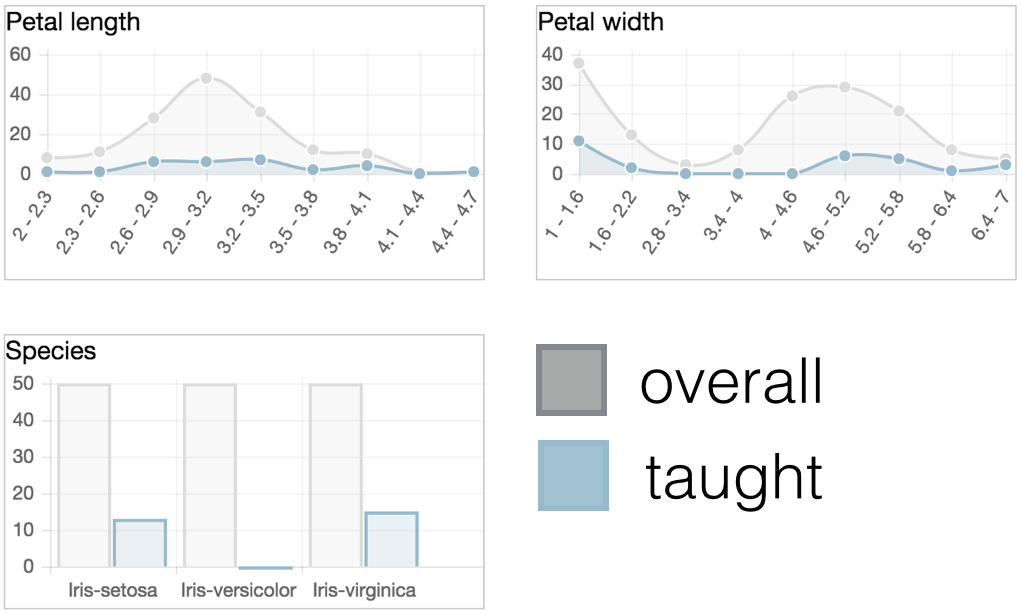 Petal length
60
40
20
0
2 - 2.3
2.3 - 2.6
2.6 - 2.9
2.9 - 3.2
3.2 - 3.5
3.5 - 3.8
3.8 - 4.1
4.1 - 4.4
4.4 - 4.7
Petal width
40
30
20
10
0
1 - 1.6
1.6 - 2.2
2.8 - 3.4
3.4 - 4
4 - 4.6
4.6 - 5.2
5.2 - 5.8
5.8 - 6.4
6.4 - 7
Species
50
40
30
20
10
0
Iris-setosa Iris-versicolor Iris-virginica
overall
taught